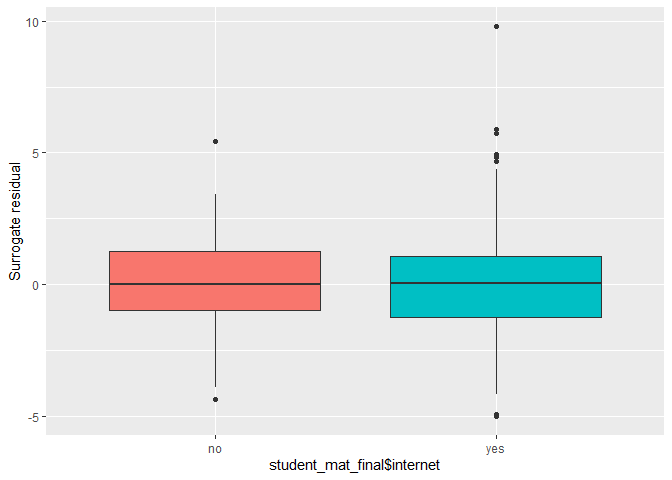 10
5
0
-5
Surrogate residual
no yes
student_mat_final$internet